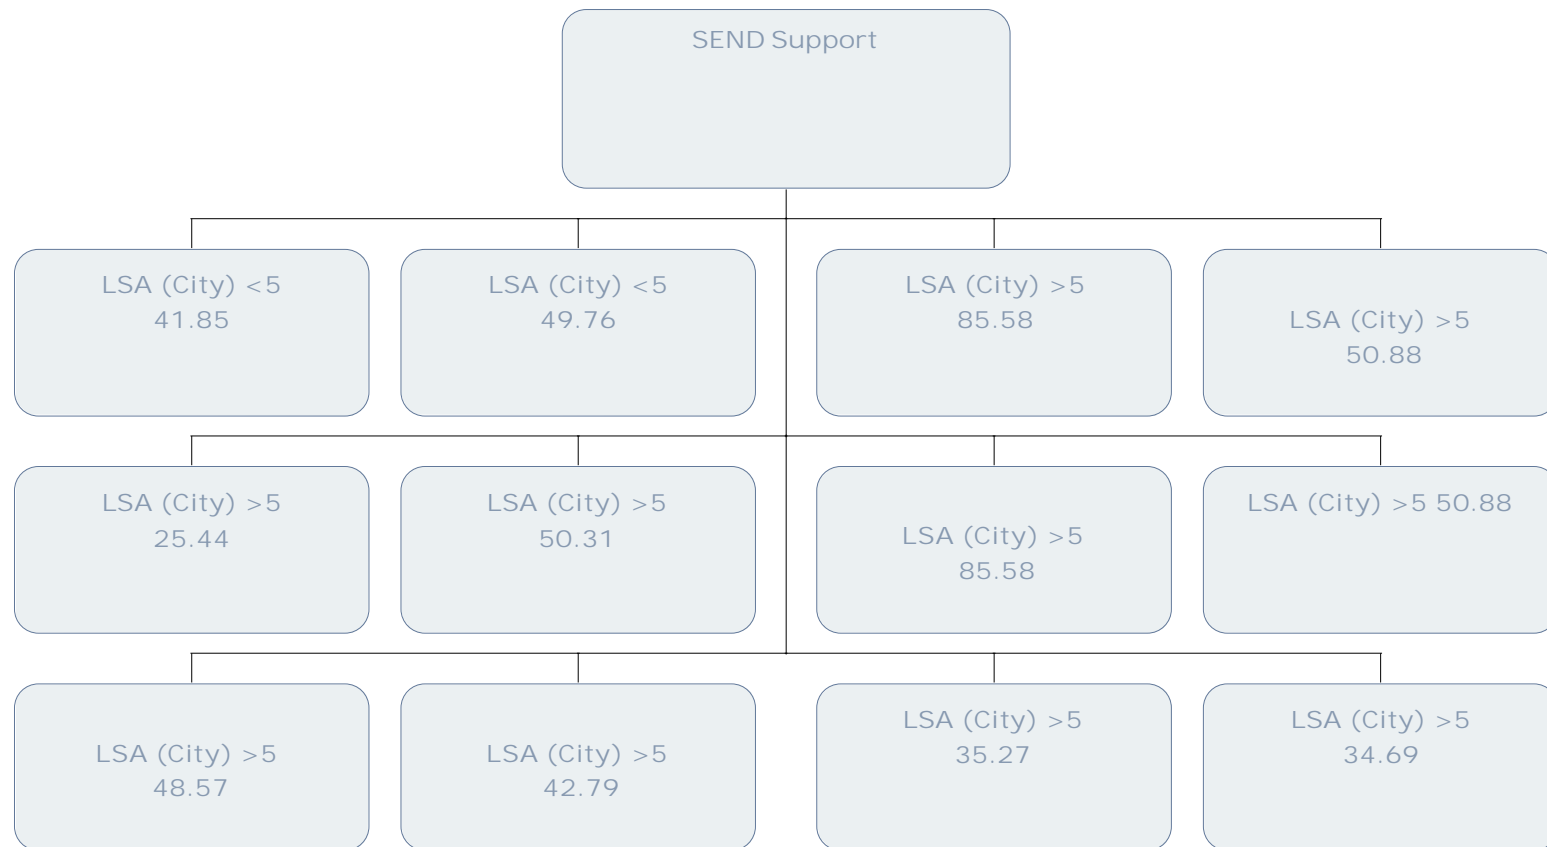 SEND Support
LSA (City) <5
41.85
LSA (City) <5
49.76
LSA (City) >5
85.58
LSA (City) >5
50.88
LSA (City) >5
25.44
LSA (City) >5
50.31
LSA (City) >5
85.58
LSA (City) >5 50.88
LSA (City) >5
48.57
LSA (City) >5
42.79
LSA (City) >5
35.27
LSA (City) >5
34.69